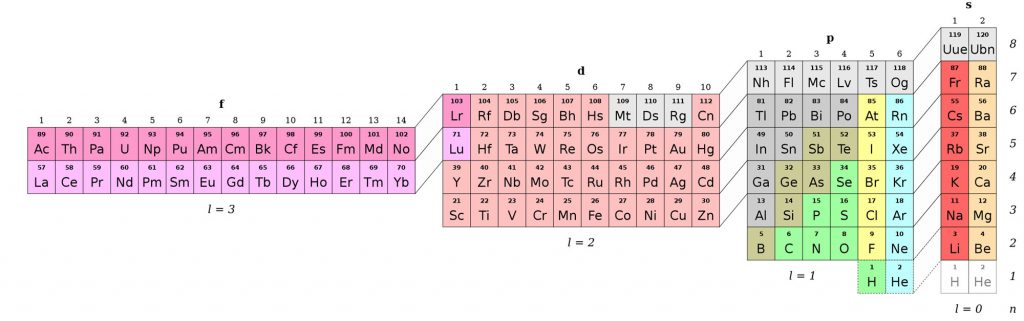 s
1 2
119 120
Uue Ubn 8
p
1 2 3 4 5 6
113 114 115 116 117 118 87 88
Nh Fl Mc Lv Ts Og Fr Ra 7
d
1 2 3 4 5 6 7 8 9 10
103 104 105 106 107 108 109 110 111 112 81 82 83 84 85 86 55 56
Lr Rf Db Sg Bh Hs Mt Ds Rg Cn Tl Pb Bi Po At Rn Cs Ba 6
f
1 2 3 4 5 6 7 8 9 10 11 12 13 14
89 90 91 92 93 94 95 96 97 98 99 100 101 102 71 72 73 74 75 76 77 78 79 80 49 50 51 52 53 54 37 38
Ac Th Pa U Np Pu Am Cm Bk Cf Es Fm Md No Lu Hf Ta W Re Os Ir Pt Au Hg In Sn Sb Te I Xe Rb Sr 5
57 58 59 60 61 62 63 64 65 66 67 68 69 70 39 40 41 42 43 44 45 46 47 48 31 32 33 34 35 36 19 20
La Ce Pr Nd Pm Sm Eu Gd Tb Dy Ho Er Tm Yb Y Zr Nb Mo Tc Ru Rh Pd Ag Cd Ga Ge As Se Br Kr K Ca 4
l = 3
21 22 23 24 25 26 27 28 29 30 13 14 15 16 17 18 11 12
Sc Ti V Cr Mn Fe Co Ni Cu Zn Al Si P S Cl Ar Na Mg 3
l = 2
5 6 7 8 9 10 3 4
B C N O F Ne Li Be 2
l = 1
1 2 1 2
H He H He 1
l = 0 n